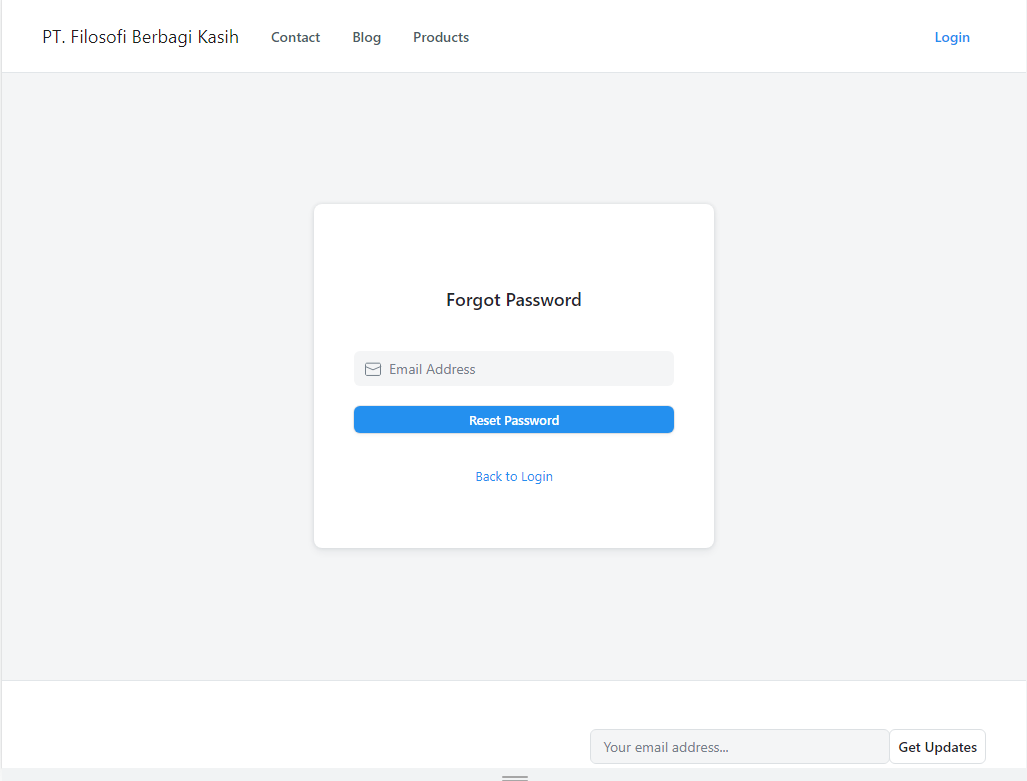 PT. Filosofi Berbagi Kasih Contact Blog Products Login
Forgot Password
Email Address
Reset Password
Back to Login
Your email address... Get Updates